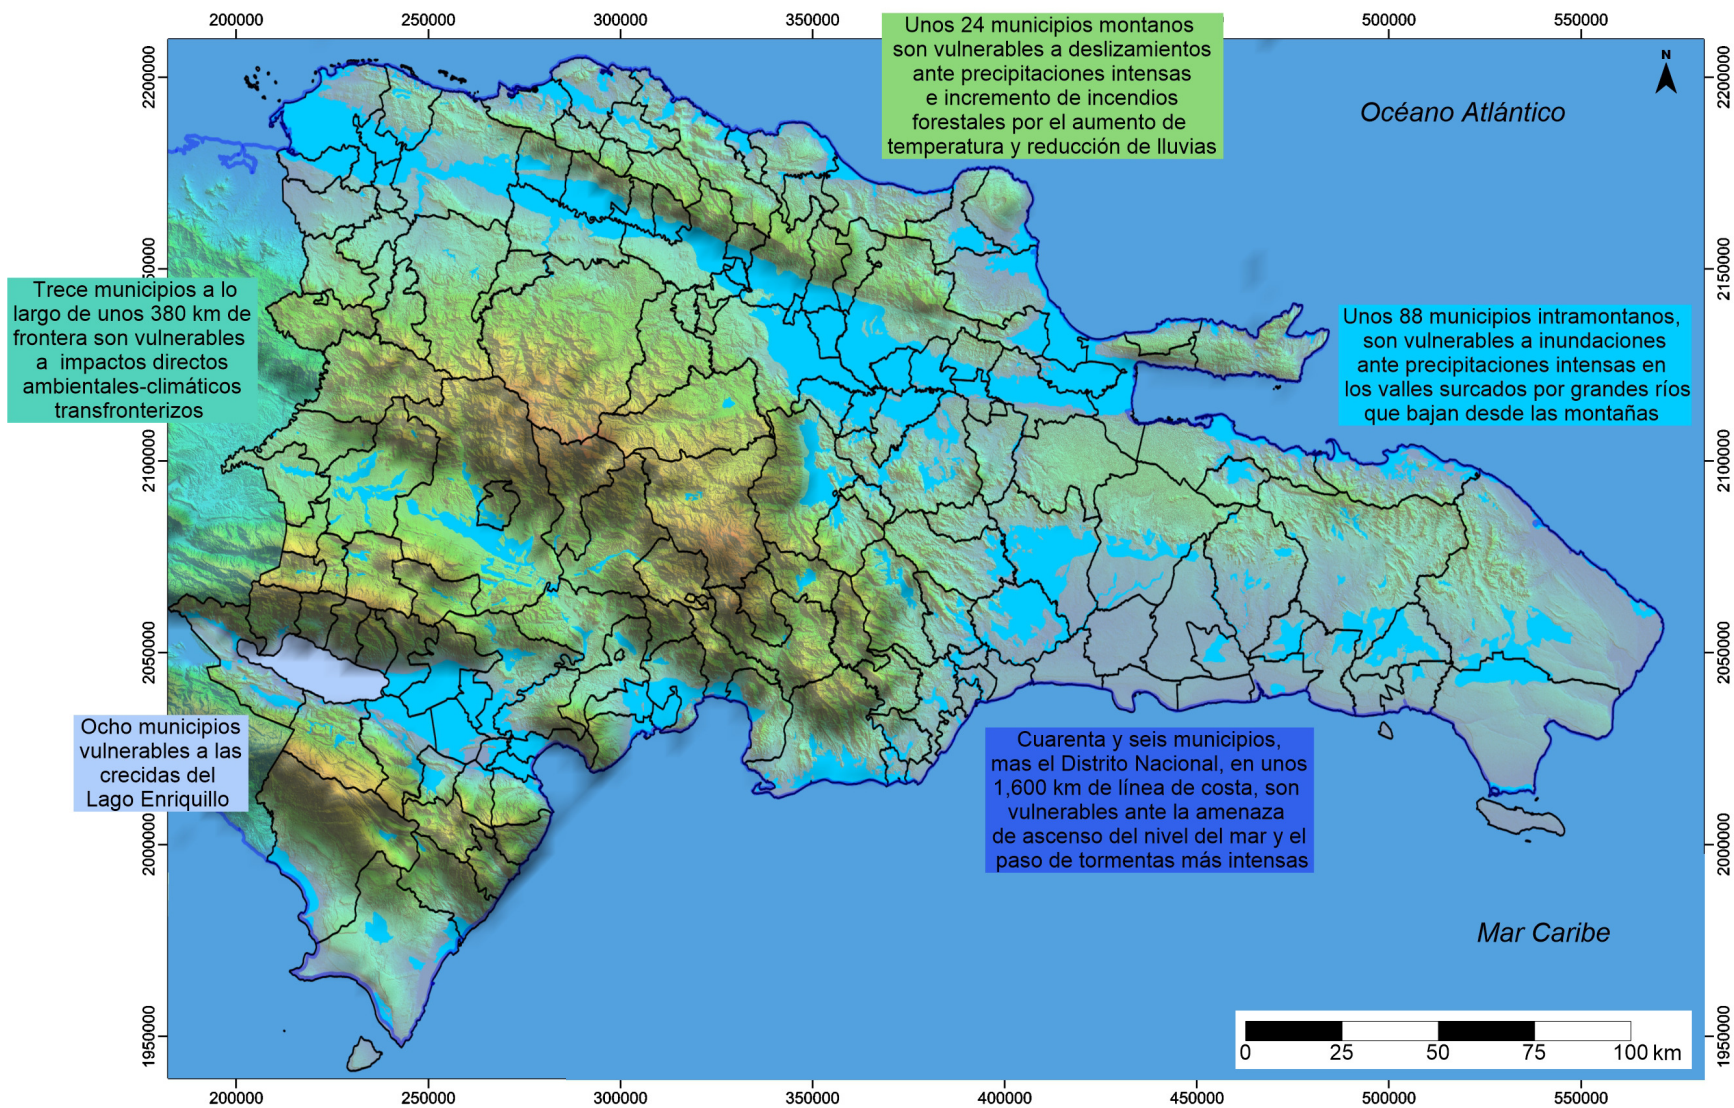 200000 250000 300000 350000 500000 550000
Unos 24 municipios montanos
son vulnerables a deslizamientos
ante precipitaciones intensas
e incremento de incendios
forestales por el aumento de
temperatura y reducción de lluvias
N
Océano Atlántico
2200000
2200000
2150000
Trece municipios a lo
largo de unos 380 km de
frontera son vulnerables
a impactos directos
ambientales-climáticos
transfronterizos
50000
Unos 88 municipios intramontanos,
son vulnerables a inundaciones
ante precipitaciones intensas en
los valles surcados por grandes ríos
que bajan desde las montañas
2100000
2100000
2050000
2050000
Ocho municipios
vulnerables a las
crecidas del
Lago Enriquillo
Cuarenta y seis municipios,
mas el Distrito Nacional, en unos
1,600 km de línea de costa, son
vulnerables ante la amenaza
de ascenso del nivel del mar y el
paso de tormentas más intensas
2000000
2000000
Mar Caribe
1950000
1950000
0 25 50 75 100 km
200000 250000 300000 350000 400000 450000 500000 550000